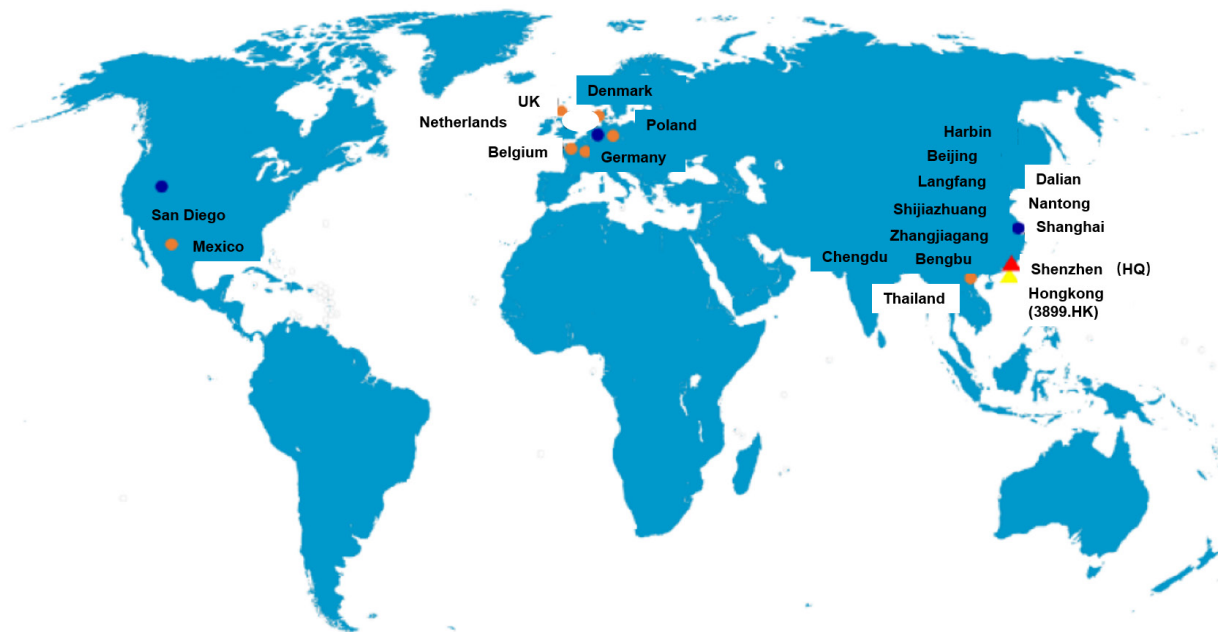 Denmark
UK
Netherlands
Poland
Belgium
Germany
San Diego
Mexico
Harbin
Beijing
Langfang
Dalian
Shijiazhuang
Nantong
Zhangjiagang
Shanghai
Chengdu
Bengbu
Shenzhen （HQ）
Thailand
Hongkong
(3899.HK)